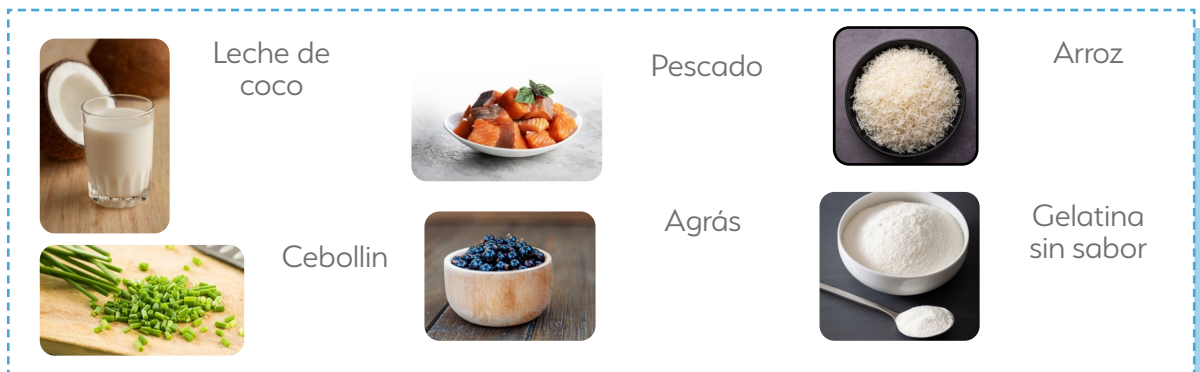 Leche de
coco
Pescado
Arroz
Cebollin
Agrás
Gelatina
sin sabor